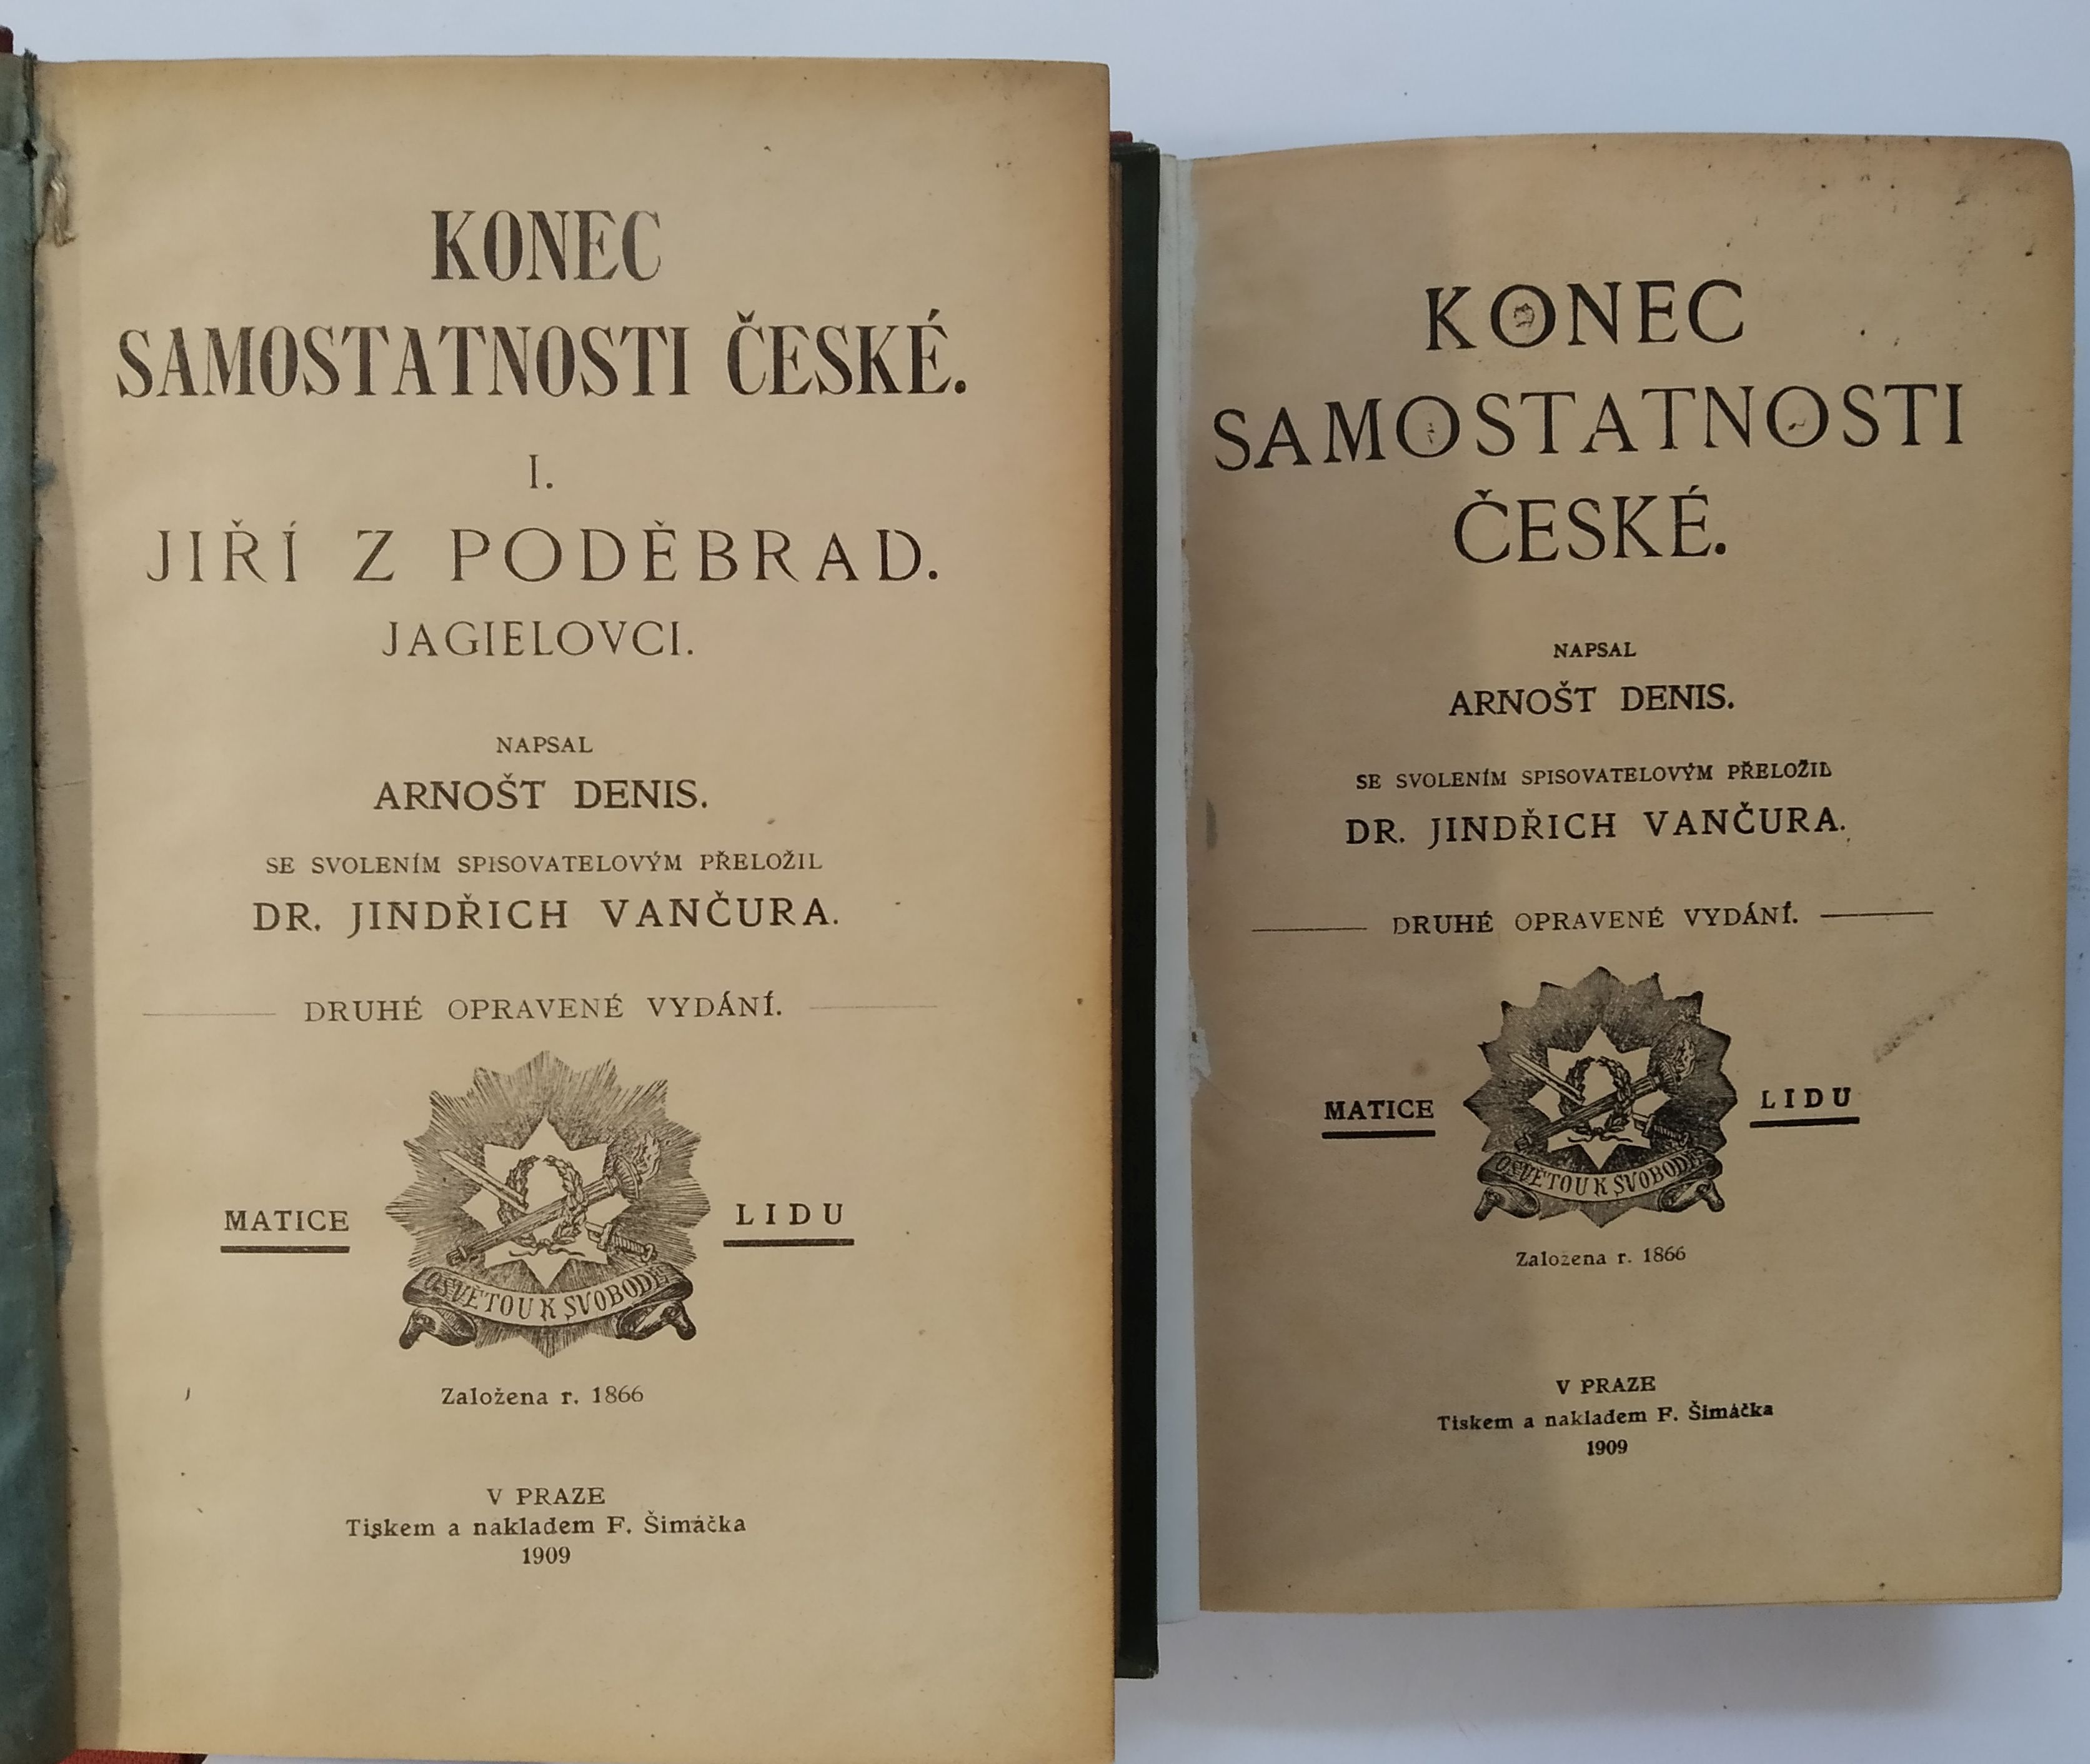 KONEC
SAMOSTATNOSTI ČESKÉ.
I.
JIŘÍ Z PODĚBRAD.
JAGIELOVCI.
NAPSAL
ARNOŠT DENIS.
SE SVOLENÍM SPISOVATELOVÝM PŘELOŽIL
DR. JINDŘICH VANČURA.
DRUHÉ OPRAVENÉ VYDÁNÍ.
MATICE LIDU
OSVĚTOU K SVOBODĚ
Založena r. 1866
V PRAZE
Tiskem a nakladem F. Šimáčka
1909
KONEC
SAMOSTATNOSTI
ČESKÉ.
NAPSAL
ARNOŠT DENIS.
SE SVOLENÍM SPISOVATELOVÝM PŘELOŽIL
DR. JINDŘICH VANČURA.
DRUHÉ OPRAVENÉ VYDÁNÍ.
MATICE LIDU
OSVĚTOU K SVOBODĚ
Založena r. 1866
V PRAZE
Tiskem a nakladem F. Šimáčka
1909